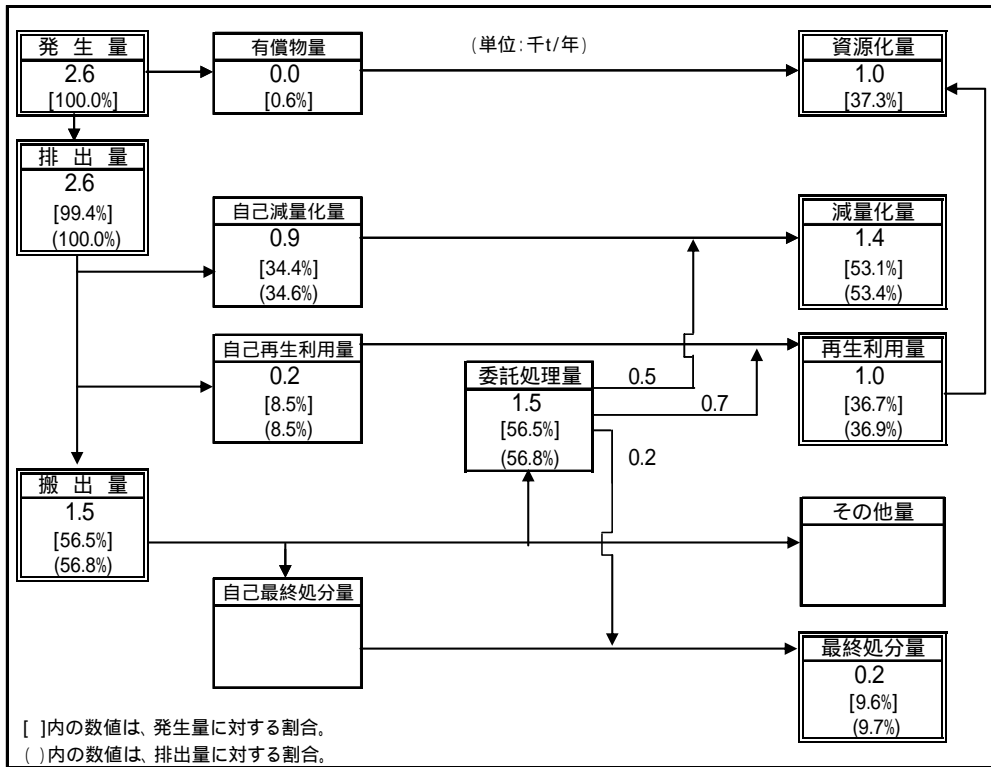 発 生 量
2.6
[100.0%]
有償物量
0.0
[0.6%]
(単位:千t/年)
資源化量
1.0
[37.3%]
排 出 量
2.6
[99.4%]
(100.0%)
自己減量化量
0.9
[34.4%]
(34.6%)
減量化量
1.4
[53.1%]
(53.4%)
自己再生利用量
0.2
[8.5%]
(8.5%)
委託処理量
1.5
[56.5%]
(56.8%)
0.5
0.7
0.2
再生利用量
1.0
[36.7%]
(36.9%)
搬 出 量
1.5
[56.5%]
(56.8%)
その他量
自己最終処分量
最終処分量
0.2
[9.6%]
(9.7%)
[ ]内の数値は、発生量に対する割合。
( )内の数値は、排出量に対する割合。